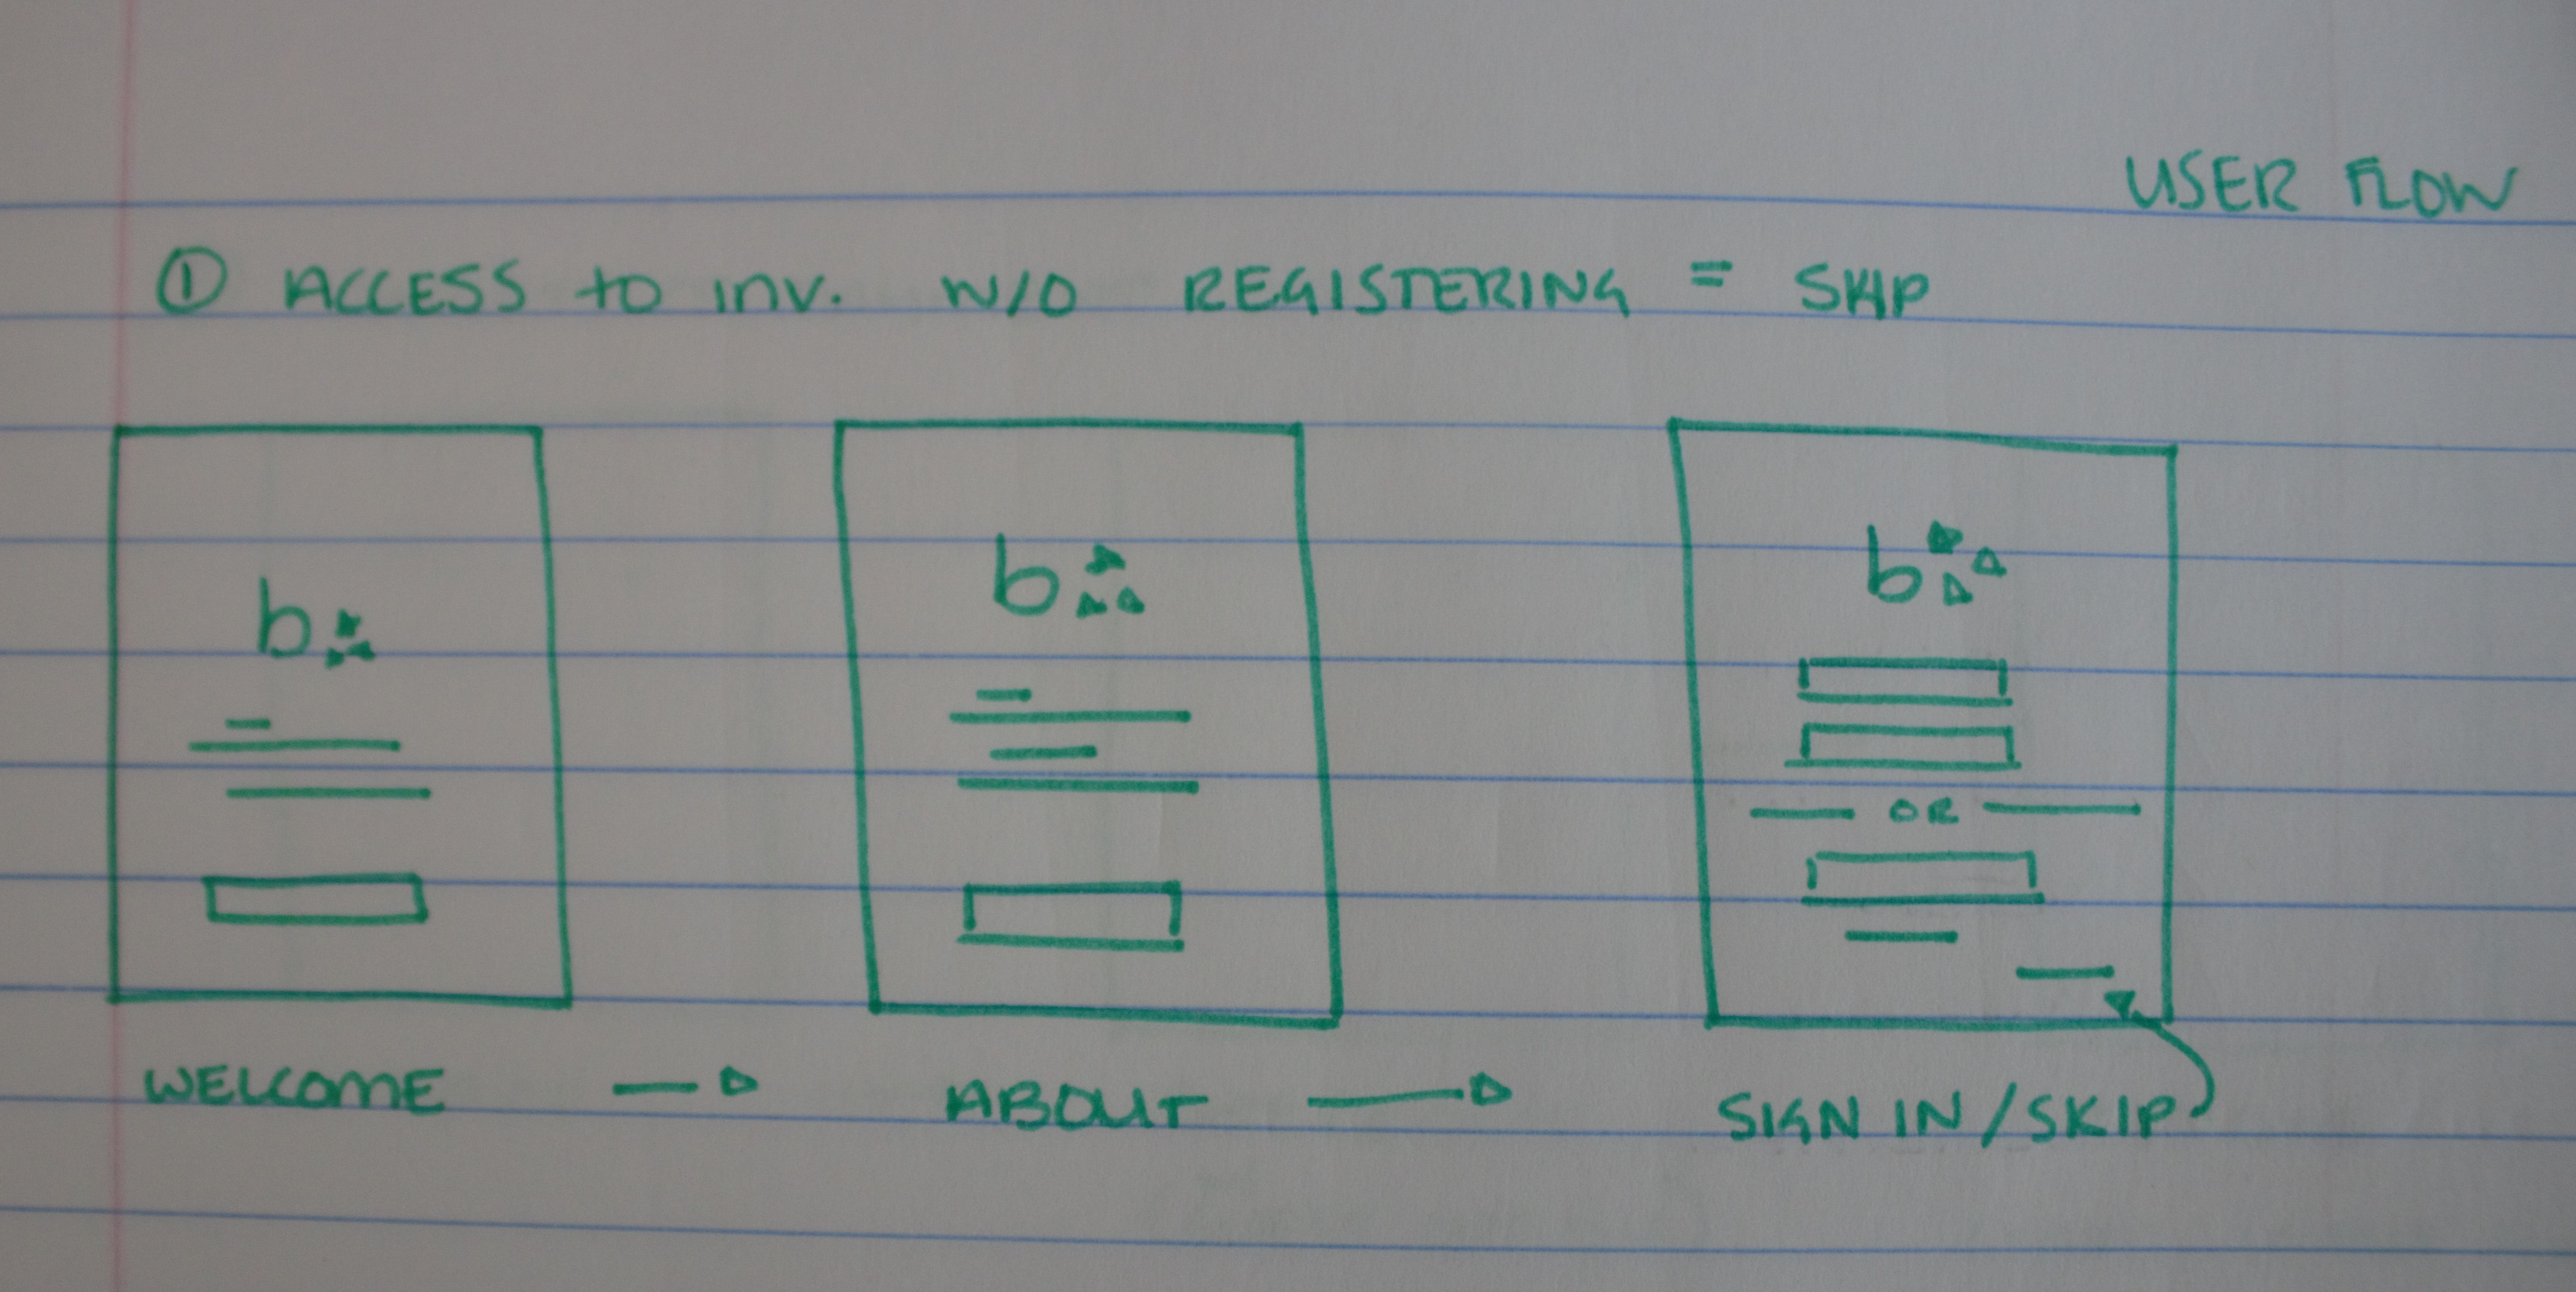 USER FLOW
① ACCESS to INV. W/O REGISTERING = SKIP
b
b
b
OR
WELCOME
ABOUT
SIGN IN / SKIP